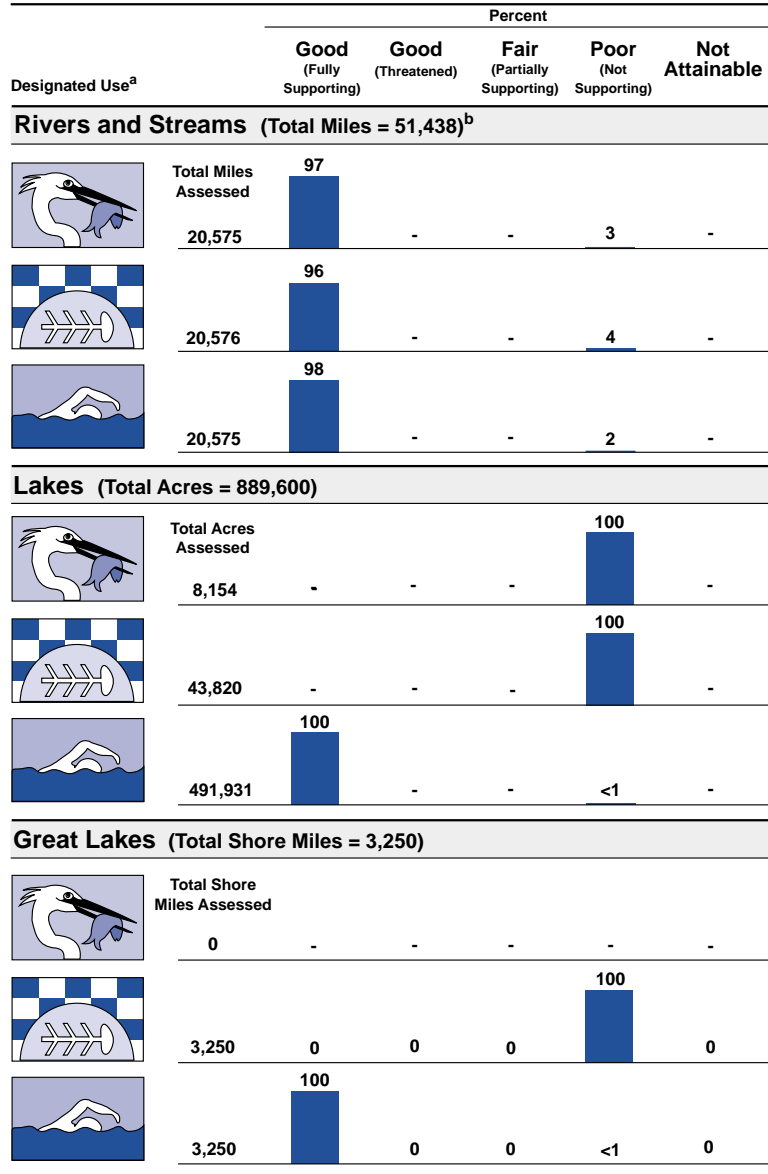 Percent
Good Good Fair Poor Not
(Fully (Threatened) (Partially (Not Attainable
Designated Use^a Supporting) Supporting) Supporting)
Rivers and Streams (Total Miles = 51,438)^b
Total Miles
Assessed
97
20,575 - - 3 -
96
20,576 - - 4 -
98
20,575 - - 2 -
Lakes (Total Acres = 889,600)
Total Acres
Assessed
100
8,154 - - - -
100
43,820 - - - -
100
491,931 - - <1 -
Great Lakes (Total Shore Miles = 3,250)
Total Shore
Miles Assessed
0 - - - - -
100
3,250 0 0 0 0
100
3,250 0 0 <1 0